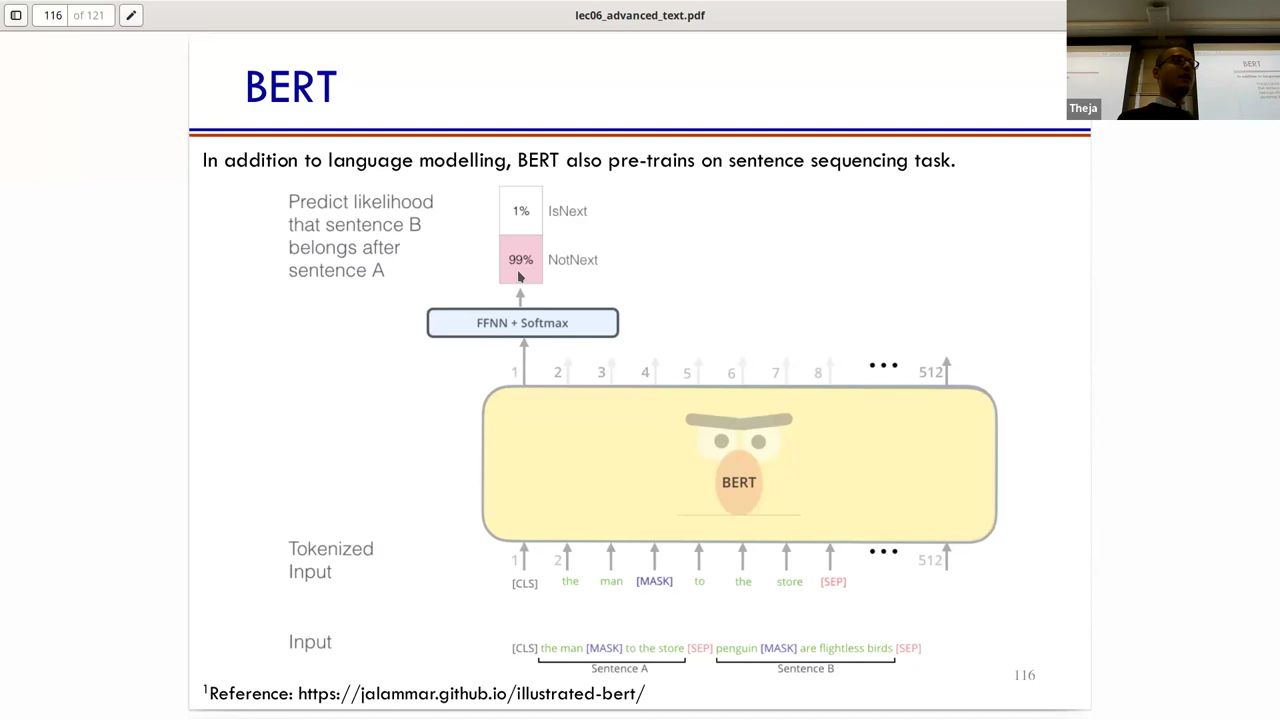 116 of 121
lec06_advanced_text.pdf
Theja
BERT
In addition to language modelling, BERT also pre-trains on sentence sequencing task.
Predict likelihood
that sentence B
belongs after
sentence A
1% IsNext
99% NotNext
FFNN + Softmax
1 2 3 4 5 6 7 8 ••• 512
BERT
Tokenized
Input
1 2 ••• 512
[CLS] the man [MASK] to the store [SEP]
Input
[CLS] the man [MASK] to the store [SEP] penguin [MASK] are flightless birds [SEP]
Sentence A Sentence B
116
1Reference: https://jalammar.github.io/illustrated-bert/